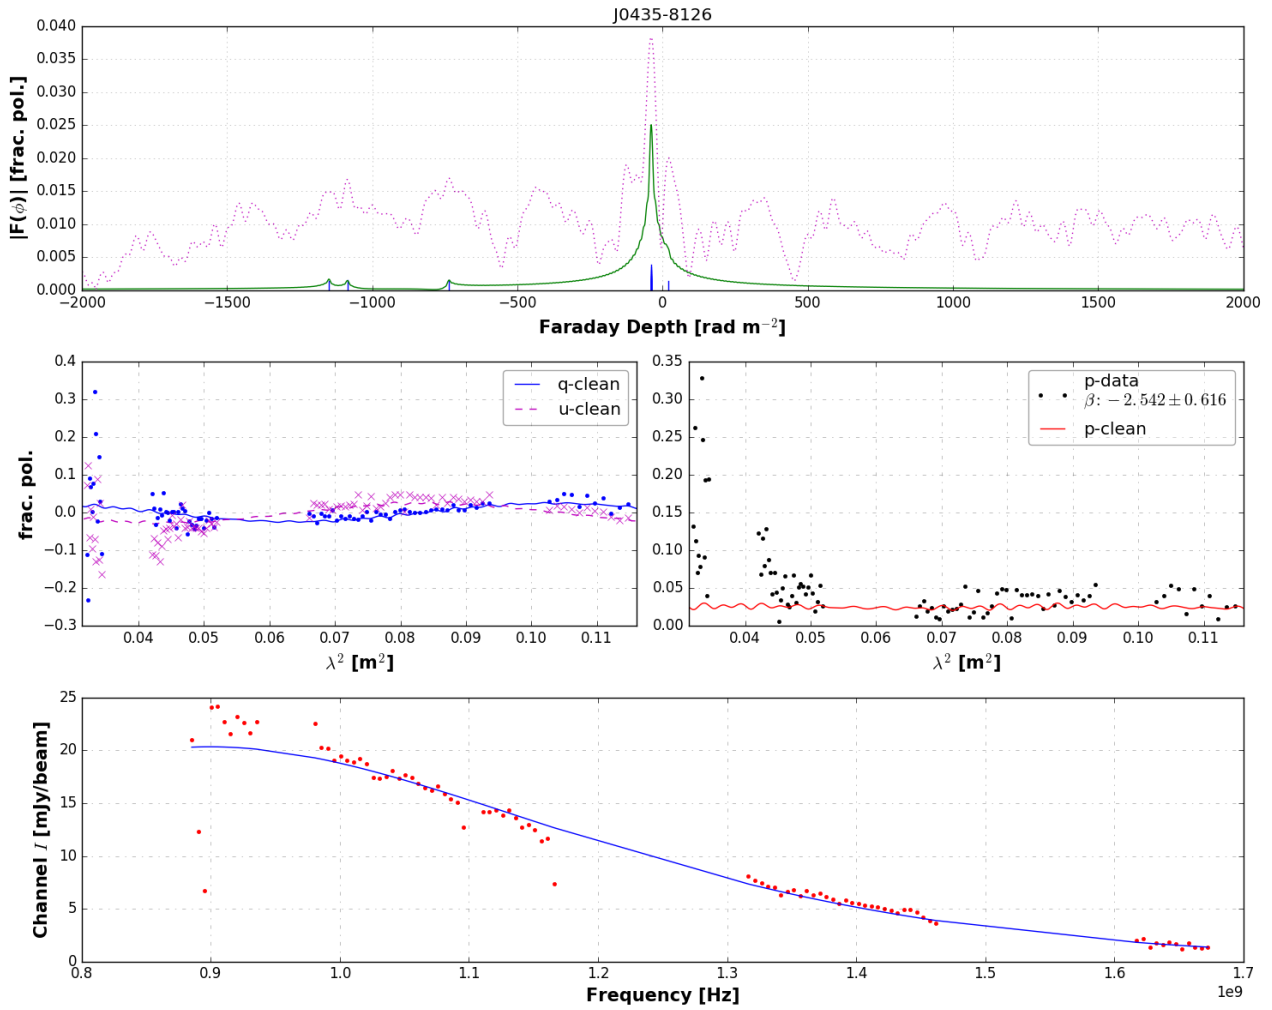 J0435-8126
0.040
0.035
0.030
0.025
0.020
0.015
0.010
0.005
0.000
|F(ϕ)| [frac. pol.]
−2000 −1500 −1000 −500 0 500 1000 1500 2000
Faraday Depth [rad m⁻²]
0.4
0.3
0.2
0.1
0.0
−0.1
−0.2
−0.3
frac. pol.
q-clean
u-clean
0.04 0.05 0.06 0.07 0.08 0.09 0.10 0.11
λ² [m²]
0.35
0.30
0.25
0.20
0.15
0.10
0.05
0.00
p-data
β: −2.542 ± 0.616
p-clean
0.04 0.05 0.06 0.07 0.08 0.09 0.10 0.11
λ² [m²]
25
20
15
10
5
0
Channel I [mJy/beam]
0.8 0.9 1.0 1.1 1.2 1.3 1.4 1.5 1.6 1.7
1e9
Frequency [Hz]